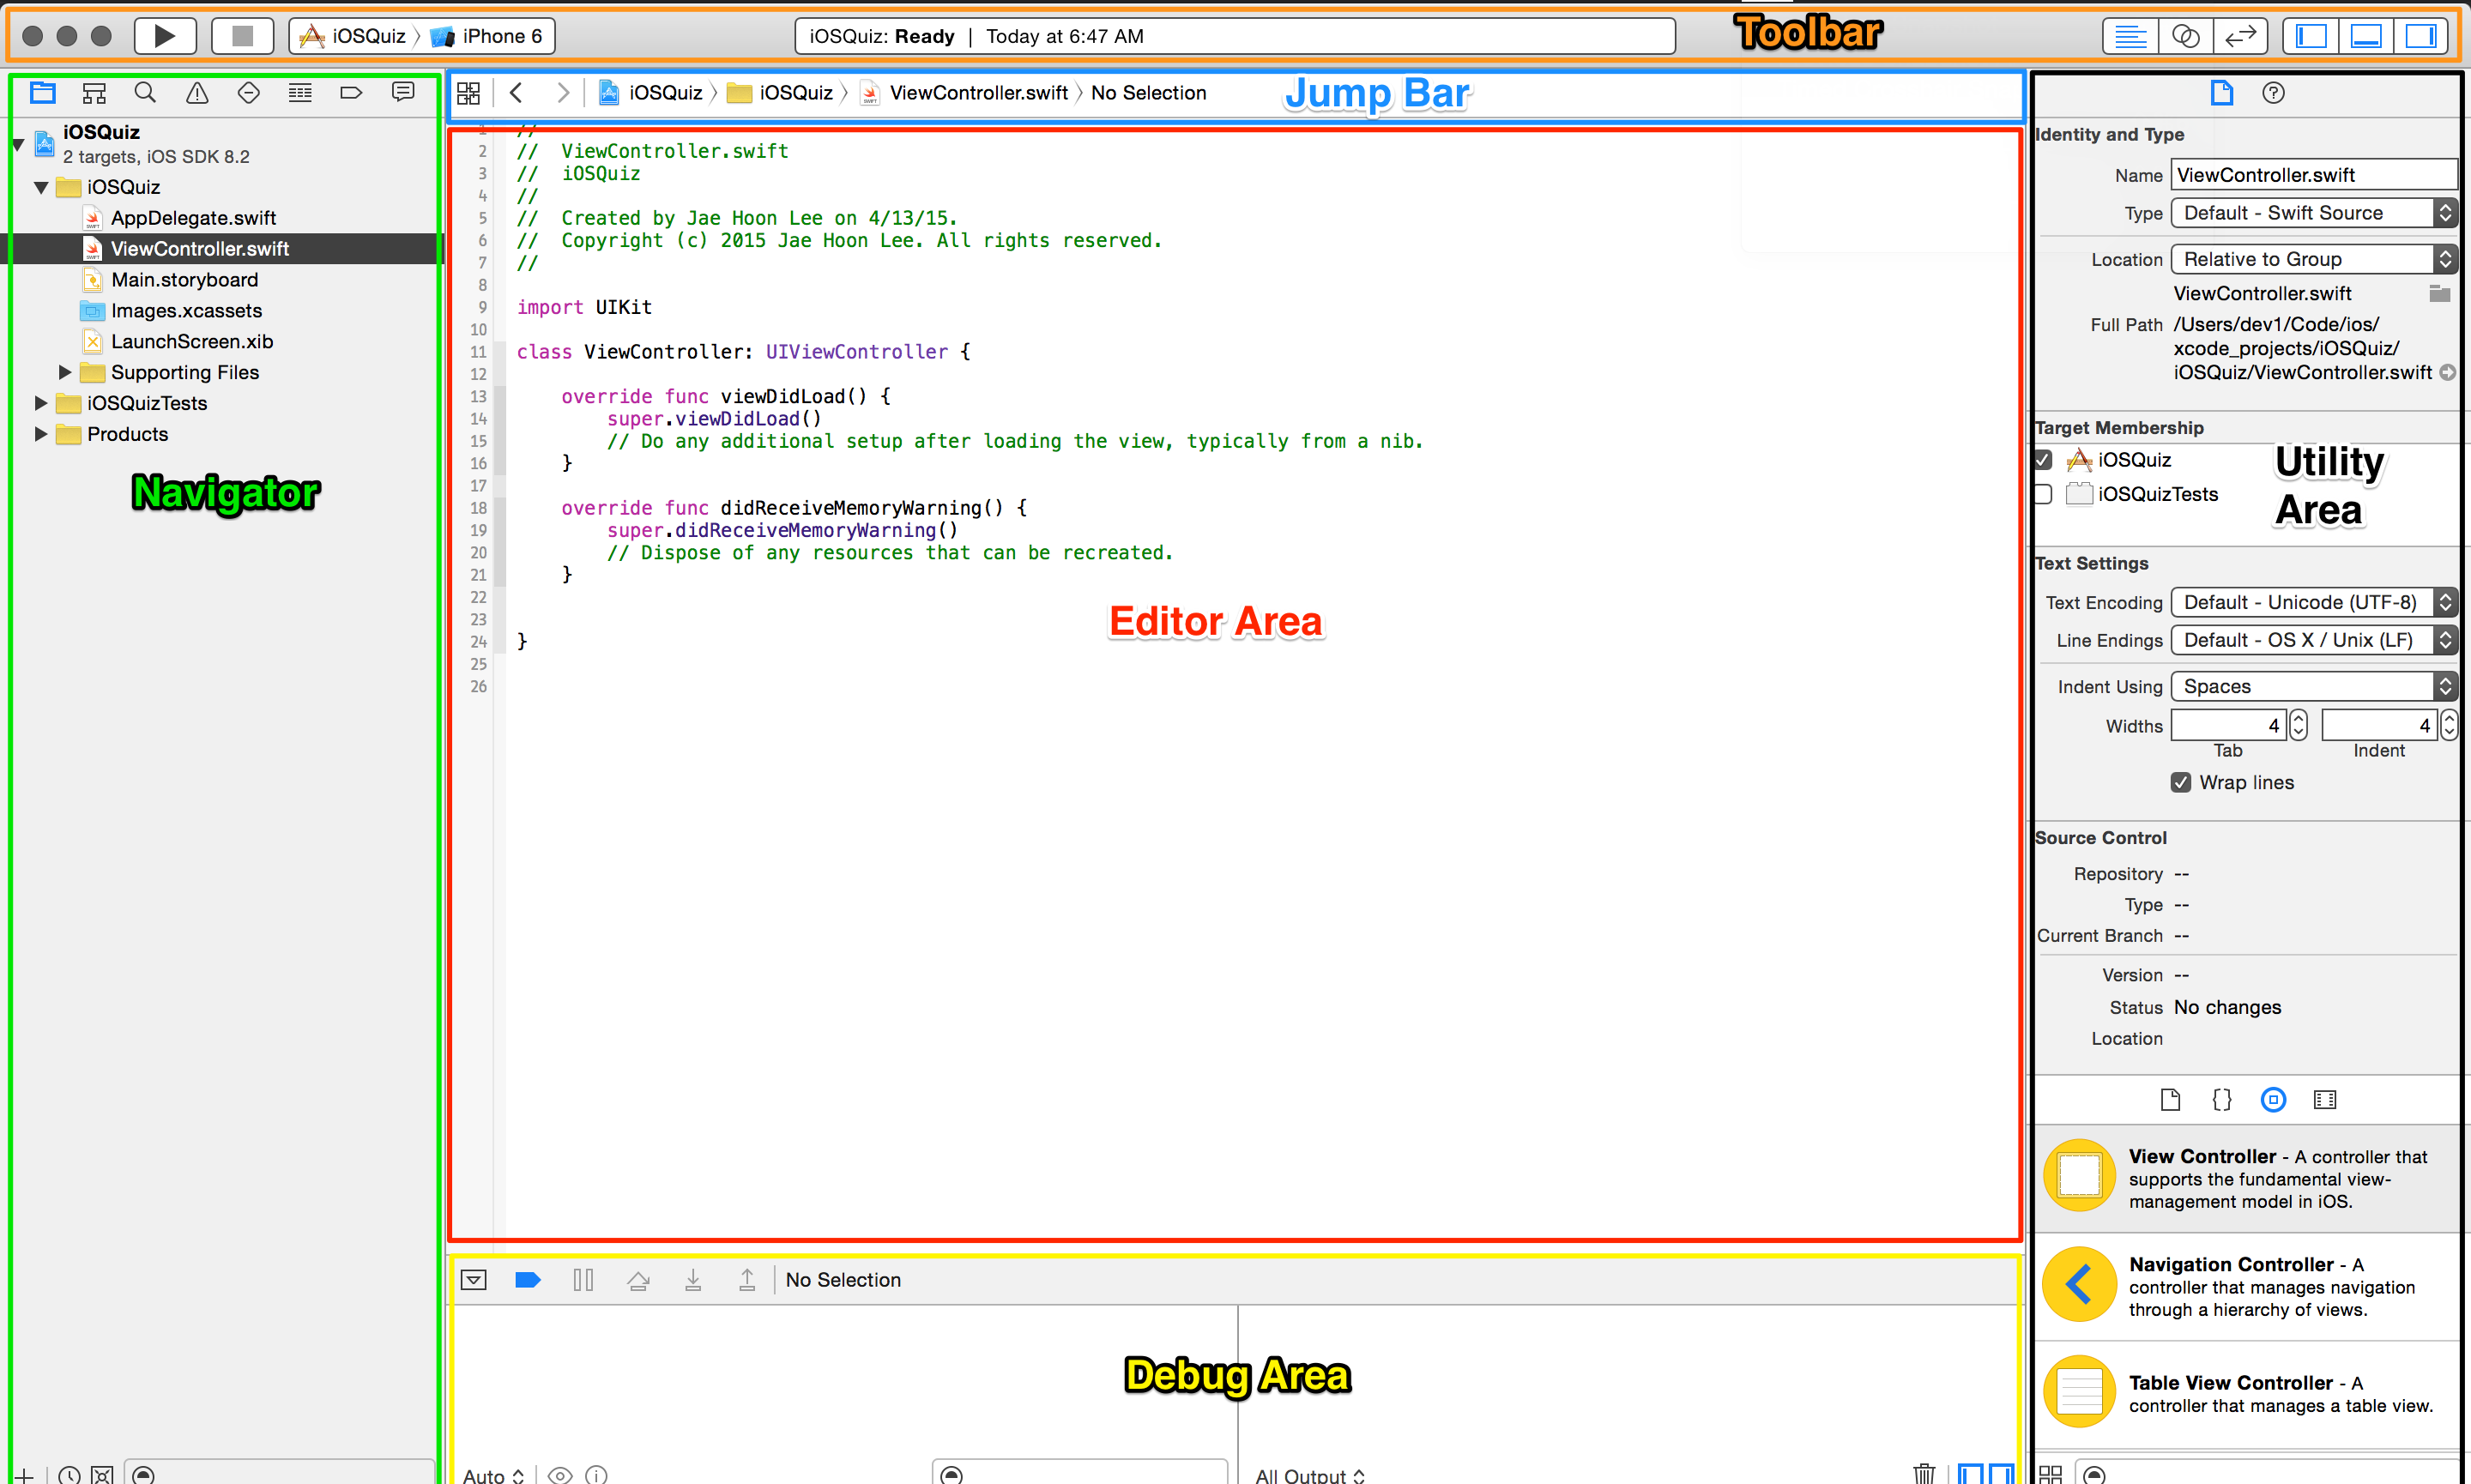 iOSQuiz iPhone 6
iOSQuiz: Ready | Today at 6:47 AM
Toolbar
iOSQuiz
2 targets, iOS SDK 8.2
iOSQuiz
AppDelegate.swift
ViewController.swift
Main.storyboard
Images.xcassets
LaunchScreen.xib
Supporting Files
iOSQuizTests
Products
Navigator
iOSQuiz iOSQuiz ViewController.swift No Selection
Jump Bar
1 //
2 // ViewController.swift
3 // iOSQuiz
4 //
5 // Created by Jae Hoon Lee on 4/13/15.
6 // Copyright (c) 2015 Jae Hoon Lee. All rights reserved.
7 //
8
9 import UIKit
10
11 class ViewController: UIViewController {
12
13 override func viewDidLoad() {
14 super.viewDidLoad()
15 // Do any additional setup after loading the view, typically from a nib.
16 }
17
18 override func didReceiveMemoryWarning() {
19 super.didReceiveMemoryWarning()
20 // Dispose of any resources that can be recreated.
21 }
22
23
24 }
25
26
Editor Area
No Selection
Debug Area
Auto
All Output
Identity and Type
Name ViewController.swift
Type Default - Swift Source
Location Relative to Group
ViewController.swift
Full Path /Users/dev1/Code/ios/
xcode_projects/iOSQuiz/
iOSQuiz/ViewController.swift
Target Membership
iOSQuiz
iOSQuizTests
Utility
Area
Text Settings
Text Encoding Default - Unicode (UTF-8)
Line Endings Default - OS X / Unix (LF)
Indent Using Spaces
Widths 4 4
Tab Indent
Wrap lines
Source Control
Repository --
Type --
Current Branch --
Version --
Status No changes
Location
View Controller - A controller that
supports the fundamental view-
management model in iOS.
Navigation Controller - A
controller that manages navigation
through a hierarchy of views.
Table View Controller - A
controller that manages a table view.